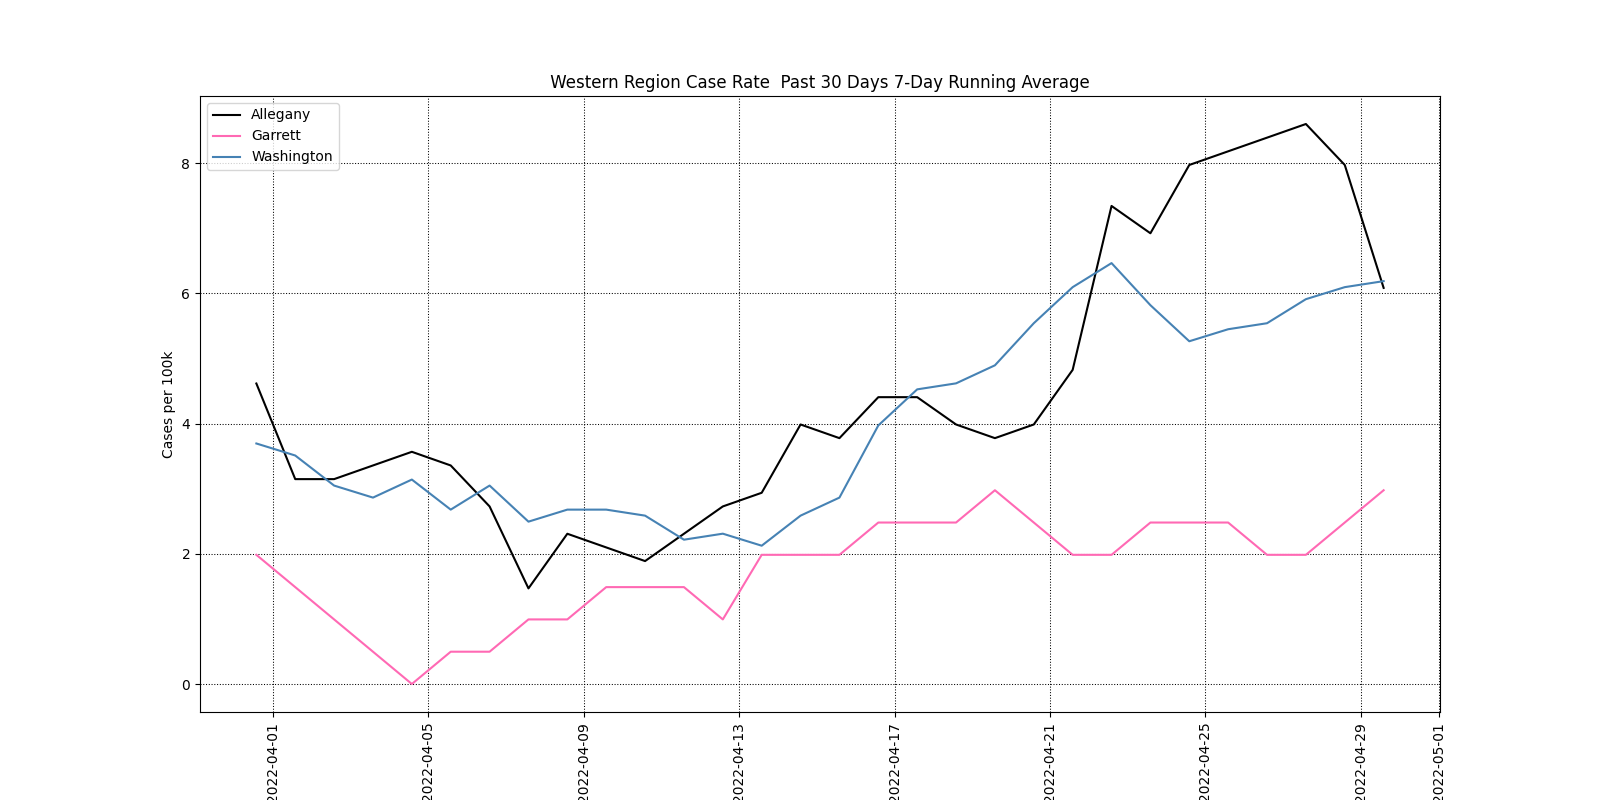 Western Region Case Rate  Past 30 Days 7-Day Running Average
Allegany
Garrett
Washington
Cases per 100k
8
6
4
2
0
2022-04-01
2022-04-05
2022-04-09
2022-04-13
2022-04-17
2022-04-21
2022-04-25
2022-04-29
2022-05-01